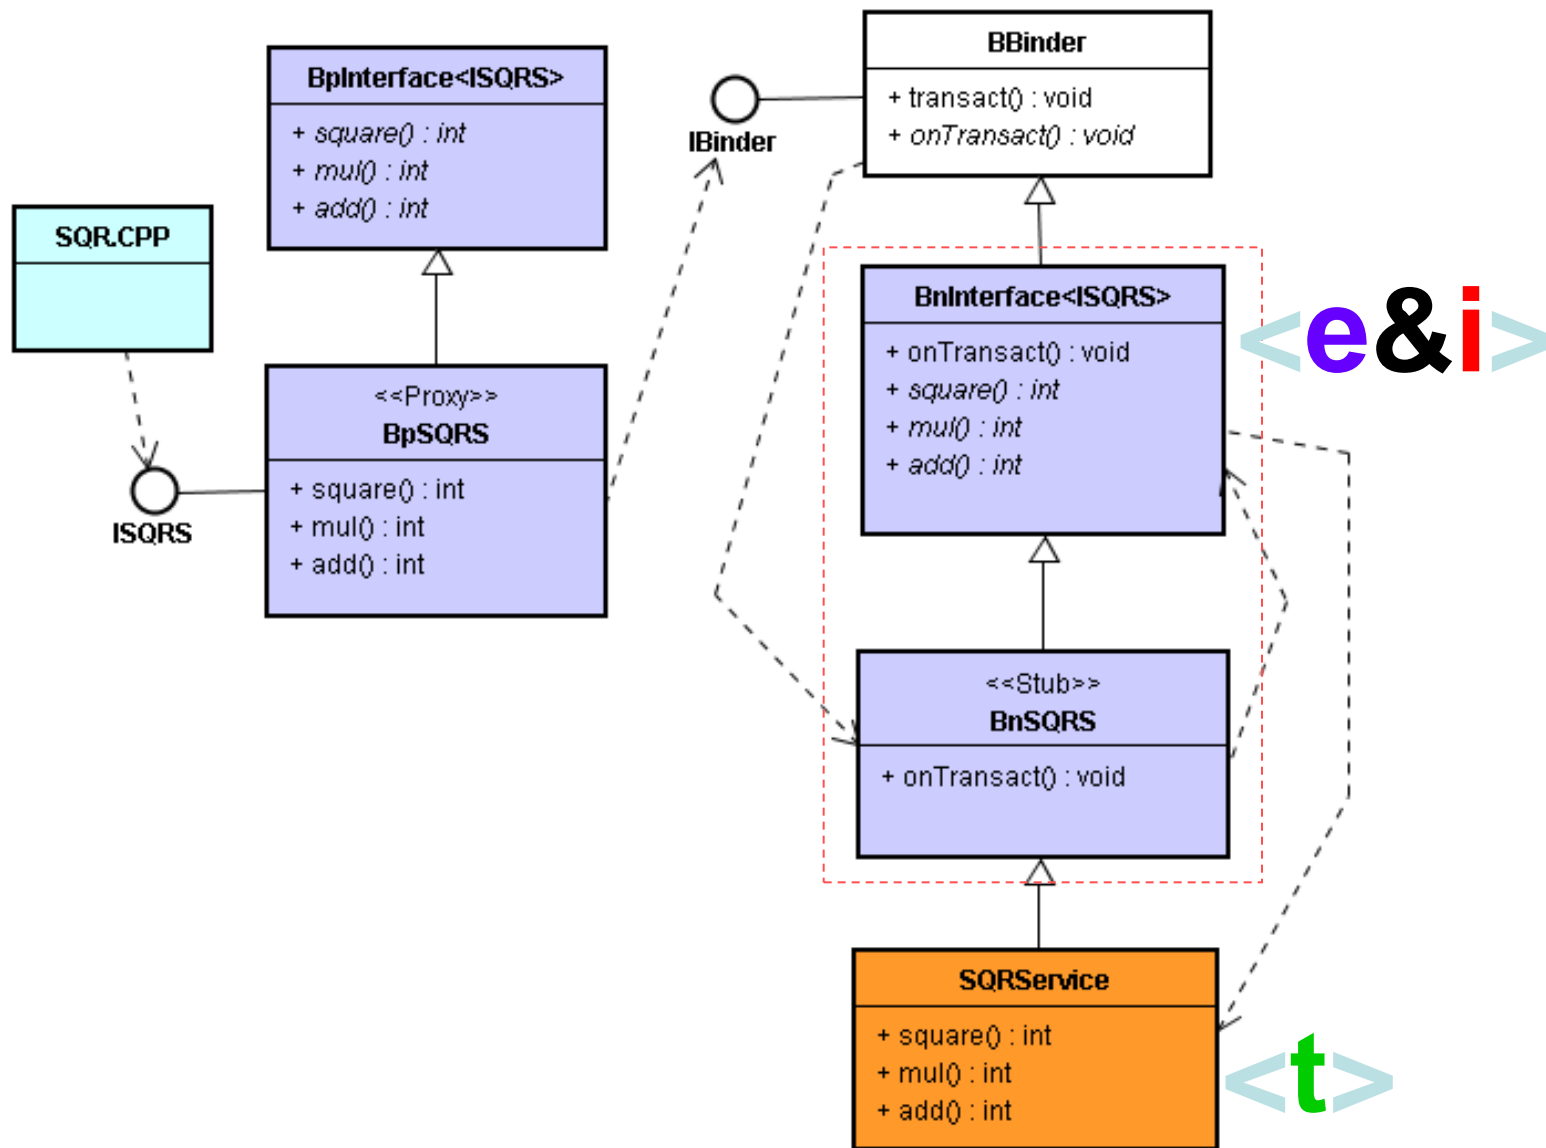 BBinder
+ transact() : void
+ onTransact() : void
IBinder
BpInterface<ISQRS>
+ square() : int
+ mul() : int
+ add() : int
SQR.CPP
<<Proxy>>
BpSQRS
+ square() : int
+ mul() : int
+ add() : int
ISQRS
BnInterface<ISQRS>
+ onTransact() : void
+ square() : int
+ mul() : int
+ add() : int
<e&i>
<<Stub>>
BnSQRS
+ onTransact() : void
SQRService
+ square() : int
+ mul() : int
+ add() : int
<t>